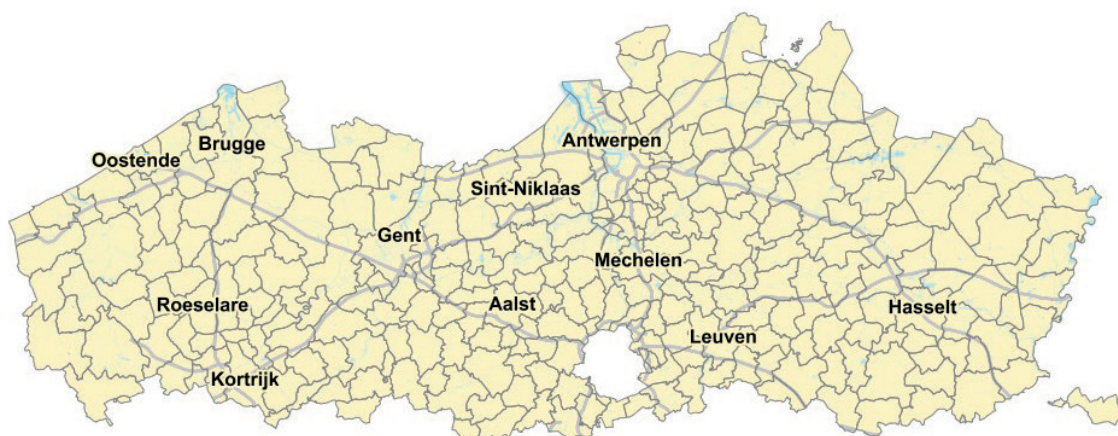 Antwerpen
Brugge
Oostende
Sint-Niklaas
Gent
Mechelen
Roeselare
Aalst
Hasselt
Leuven
Kortrijk